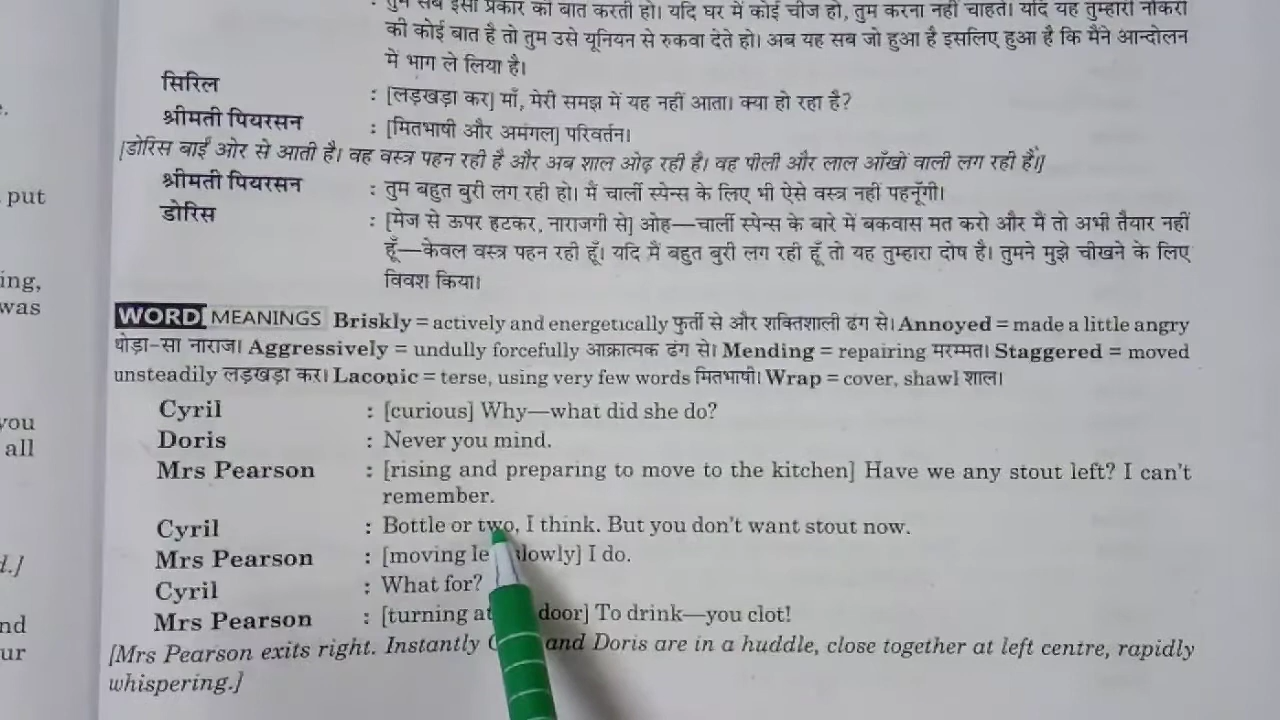 : तुम सब इसी प्रकार की बात करती हो। यदि घर में कोई चीज हो, तुम करना नहीं चाहते। यदि यह तुम्हारी नौकरी
की कोई बात है तो तुम उसे यूनियन से रुकवा देते हो। अब यह सब जो हुआ है इसलिए हुआ है कि मैंने आन्दोलन
में भाग ले लिया है।
सिरिल : [लड़खड़ा कर] माँ, मेरी समझ में यह नहीं आता। क्या हो रहा है?
श्रीमती पियरसन : [मितभाषी और अमंगल] परिवर्तन।
[डोरिस बाईं ओर से आती है। वह वस्त्र पहन रही है और अब शाल ओढ़ रही है। वह पीली और लाल आँखों वाली लग रही है।]
श्रीमती पियरसन : तुम बहुत बुरी लग रही हो। मैं चार्ली स्पेन्स के लिए भी ऐसे वस्त्र नहीं पहनूँगी।
डोरिस : [मेज से ऊपर हटकर, नाराजगी से] ओह—चार्ली स्पेन्स के बारे में बकवास मत करो और मैं तो अभी तैयार नहीं
हूँ—केवल वस्त्र पहन रही हूँ। यदि मैं बहुत बुरी लग रही हूँ तो यह तुम्हारा दोष है। तुमने मुझे चीखने के लिए
विवश किया।
WORD MEANINGS Briskly = actively and energetically फुर्ती से और शक्तिशाली ढंग से। Annoyed = made a little angry
थोड़ा-सा नाराज। Aggressively = undully forcefully आक्रात्मक ढंग से। Mending = repairing मरम्मत। Staggered = moved
unsteadily लड़खड़ा कर। Laconic = terse, using very few words मितभाषी। Wrap = cover, shawl शाल।
Cyril : [curious] Why—what did she do?
Doris : Never you mind.
Mrs Pearson : [rising and preparing to move to the kitchen] Have we any stout left? I can't
remember.
Cyril : Bottle or two, I think. But you don't want stout now.
Mrs Pearson : [moving le slowly] I do.
Cyril : What for?
Mrs Pearson : [turning at door] To drink—you clot!
[Mrs Pearson exits right. Instantly and Doris are in a huddle, close together at left centre, rapidly
whispering.]
put
ing,
was
you
all
d.]
nd
ur